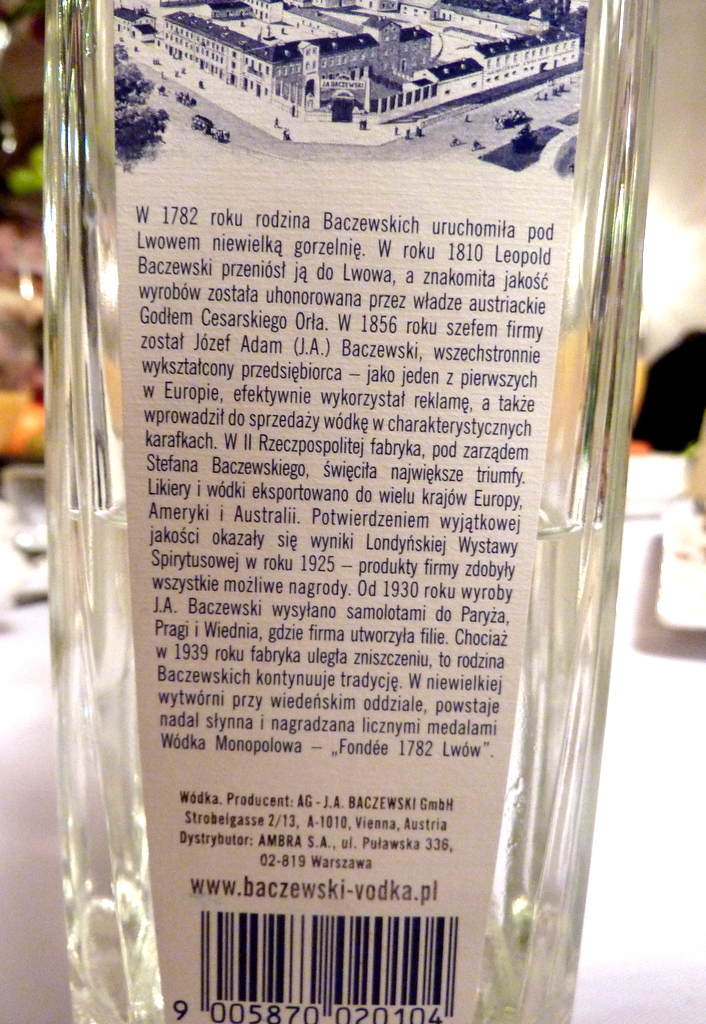 J.A. BACZEWSKI
W 1782 roku rodzina Baczewskich uruchomiła pod
Lwowem niewielką gorzelnię. W roku 1810 Leopold
Baczewski przeniósł ją do Lwowa, a znakomita jakość
wyrobów została uhonorowana przez władze austriackie
Godłem Cesarskiego Orła. W 1856 roku szefem firmy
został Józef Adam (J.A.) Baczewski, wszechstronnie
wykształcony przedsiębiorca – jako jeden z pierwszych
w Europie, efektywnie wykorzystał reklamę, a także
wprowadził do sprzedaży wódkę w charakterystycznych
karafkach. W II Rzeczpospolitej fabryka, pod zarządem
Stefana Baczewskiego, święciła największe triumfy.
Likiery i wódki eksportowano do wielu krajów Europy,
Ameryki i Australii. Potwierdzeniem wyjątkowej
jakości okazały się wyniki Londyńskiej Wystawy
Spirytusowej w roku 1925 – produkty firmy zdobyły
wszystkie możliwe nagrody. Od 1930 roku wyroby
J.A. Baczewski wysyłano samolotami do Paryża,
Pragi i Wiednia, gdzie firma utworzyła filie. Chociaż
w 1939 roku fabryka uległa zniszczeniu, to rodzina
Baczewskich kontynuuje tradycję. W niewielkiej
wytwórni przy wiedeńskim oddziale, powstaje
nadal słynna i nagradzana licznymi medalami
Wódka Monopolowa – „Fondée 1782 Lwów”.
Wódka. Producent: AG - J.A. BACZEWSKI GmbH
Strobelgasse 2/13, A-1010, Vienna, Austria
Dystrybutor: AMBRA S.A., ul. Puławska 336,
02-819 Warszawa
www.baczewski-vodka.pl
9 005870 020104